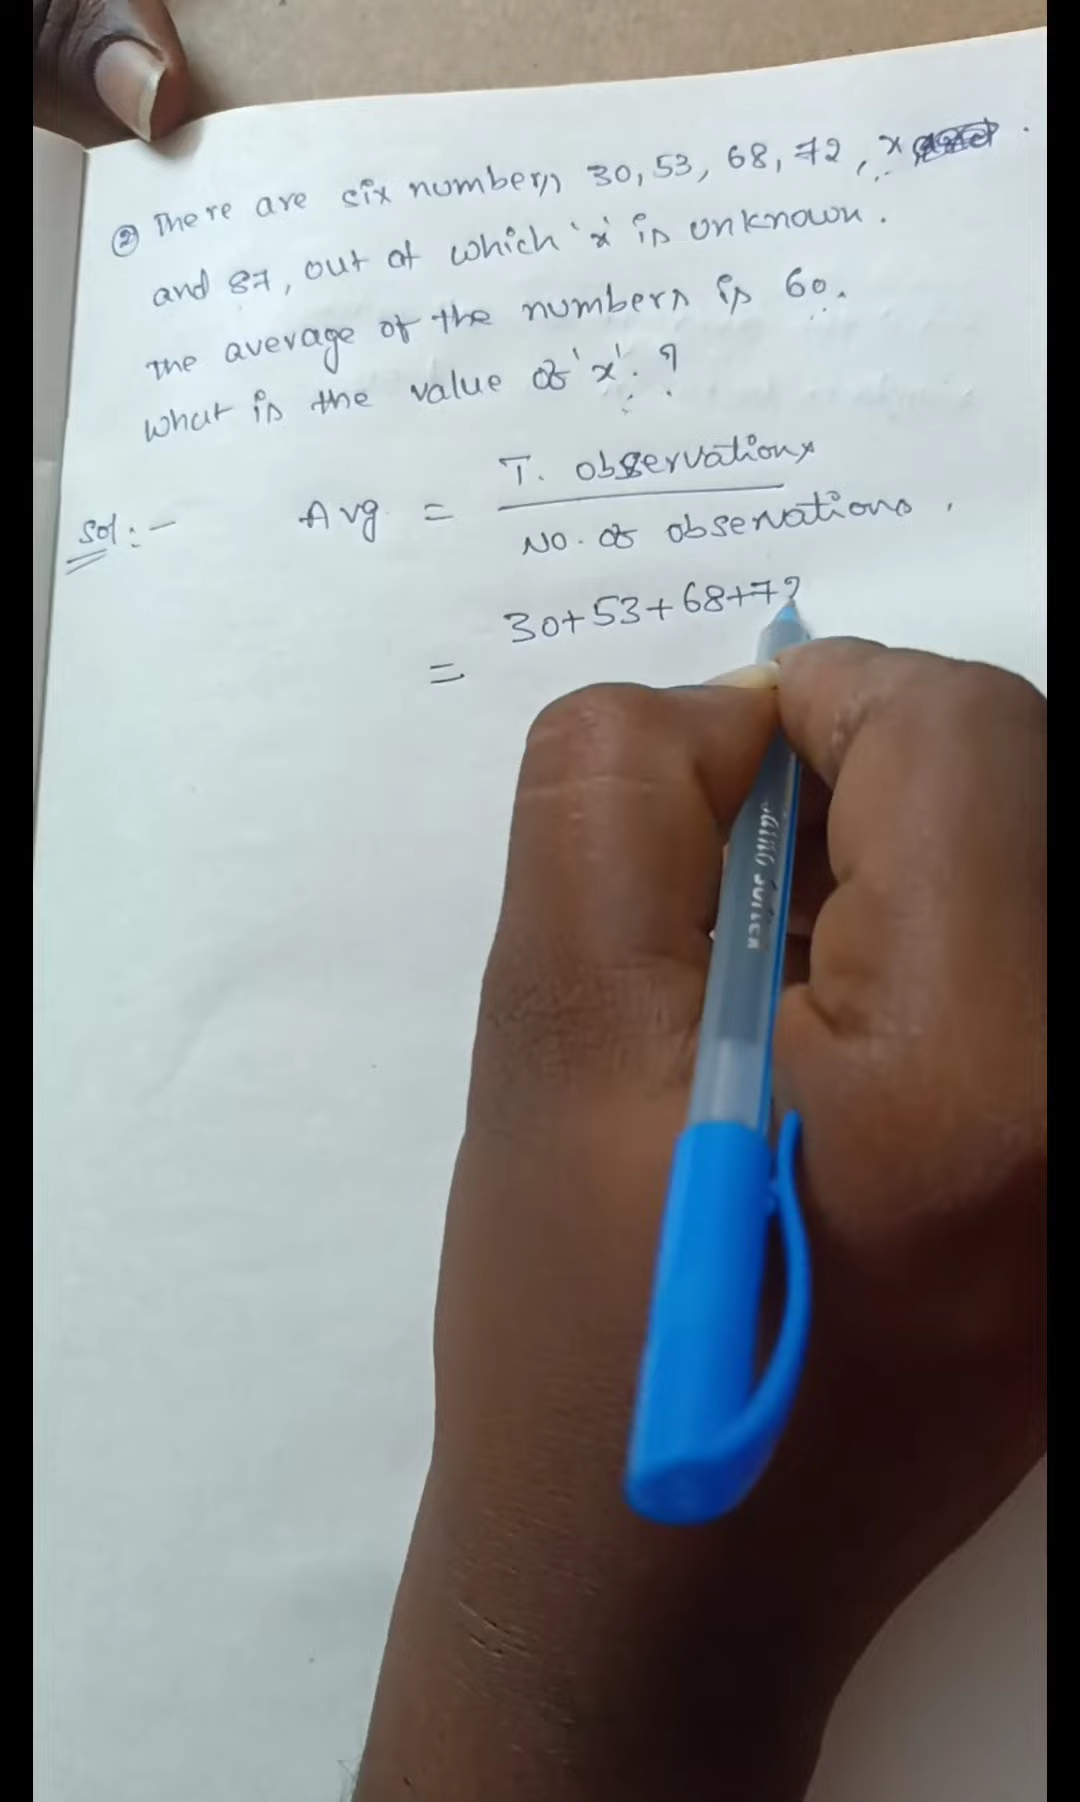 ② There are six numbers 30, 53, 68, 72, x
and 87, out of which 'x' is unknown.
The average of the numbers is 60.
What is the value of 'x'. ?
Sol:- Avg = T. observations
No. of observations.
= 30+53+68+72